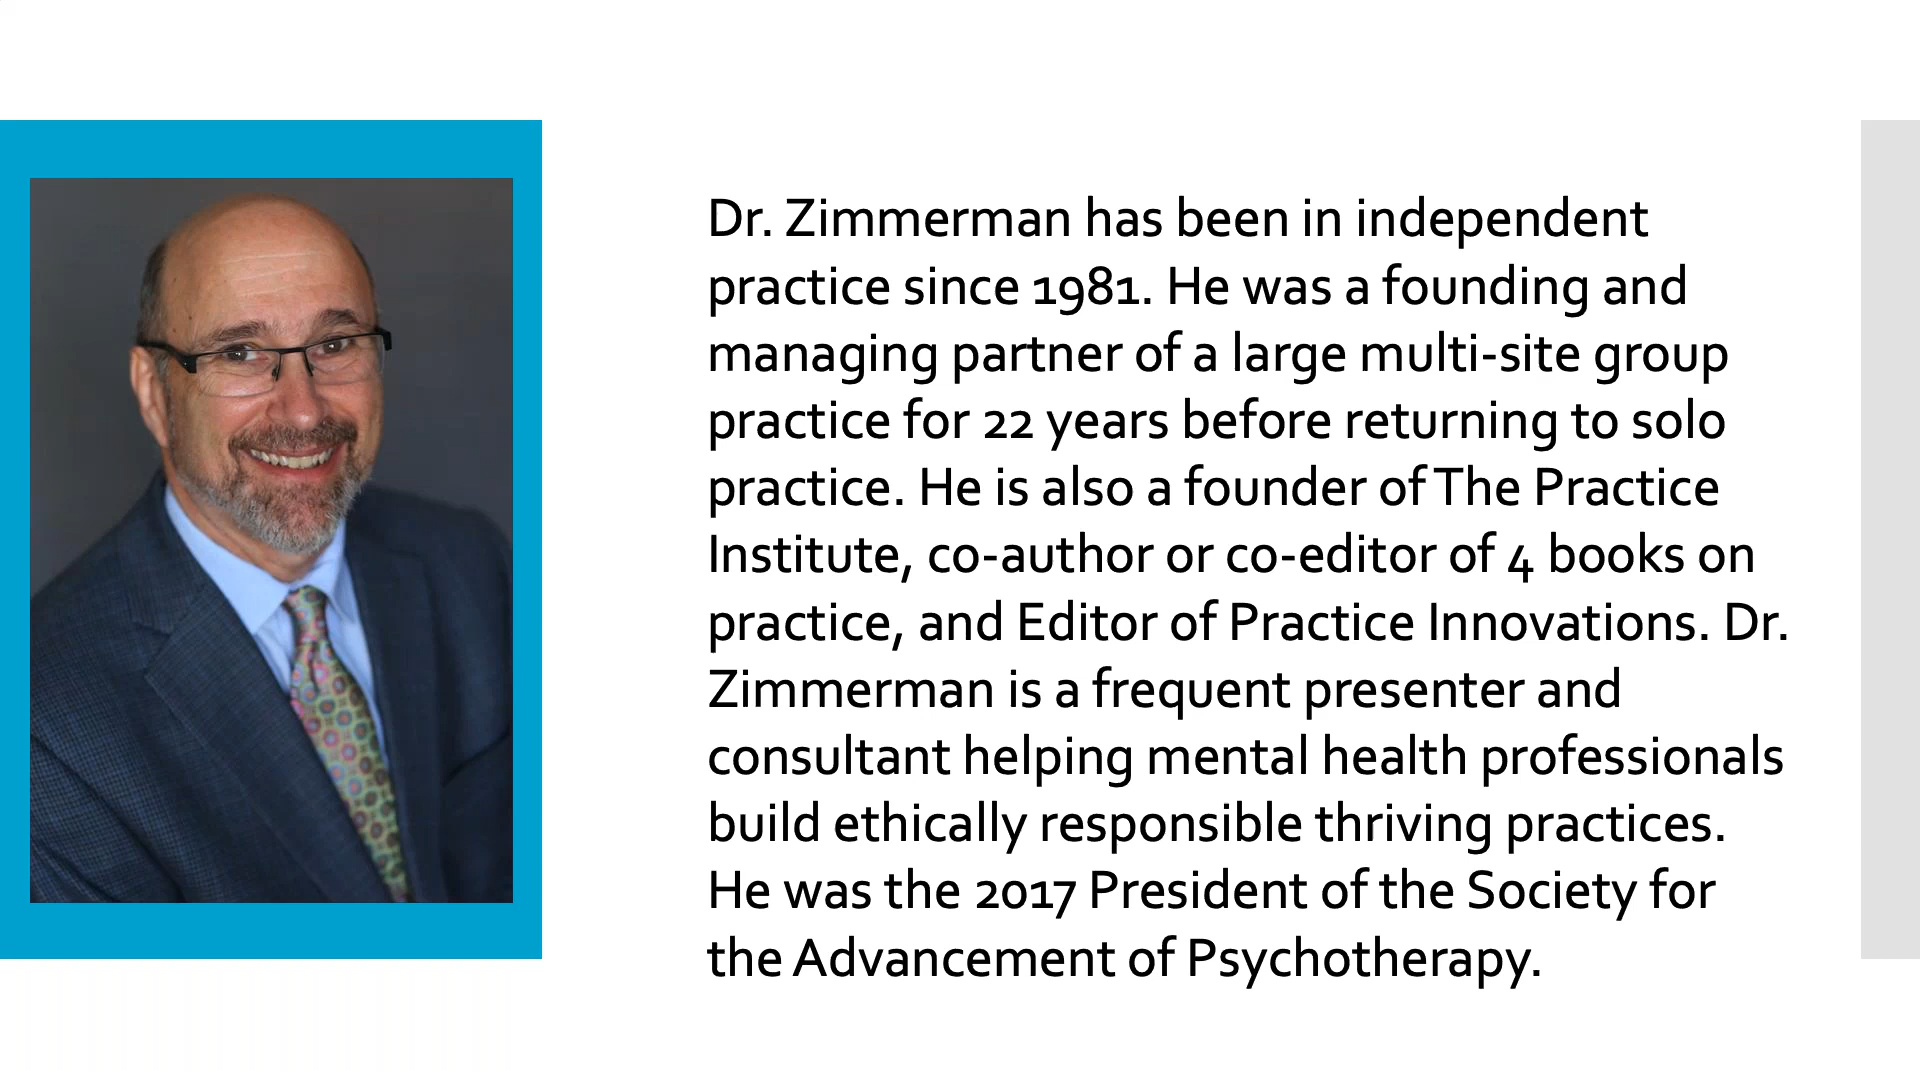 Dr. Zimmerman has been in independent
practice since 1981. He was a founding and
managing partner of a large multi-site group
practice for 22 years before returning to solo
practice. He is also a founder of The Practice
Institute, co-author or co-editor of 4 books on
practice, and Editor of Practice Innovations. Dr.
Zimmerman is a frequent presenter and
consultant helping mental health professionals
build ethically responsible thriving practices.
He was the 2017 President of the Society for
the Advancement of Psychotherapy.